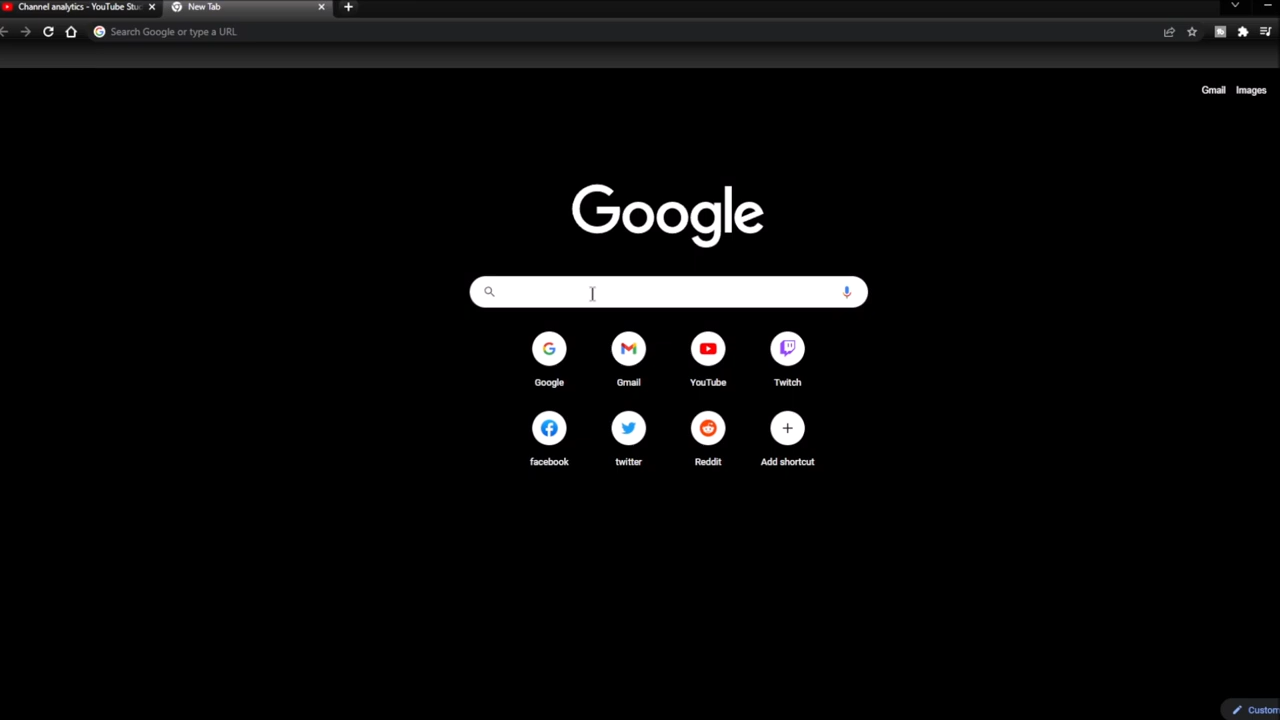 Channel analytics - YouTube Stu
New Tab
Search Google or type a URL
Gmail Images
Google
Google Gmail YouTube Twitch
facebook twitter Reddit Add shortcut
Custom